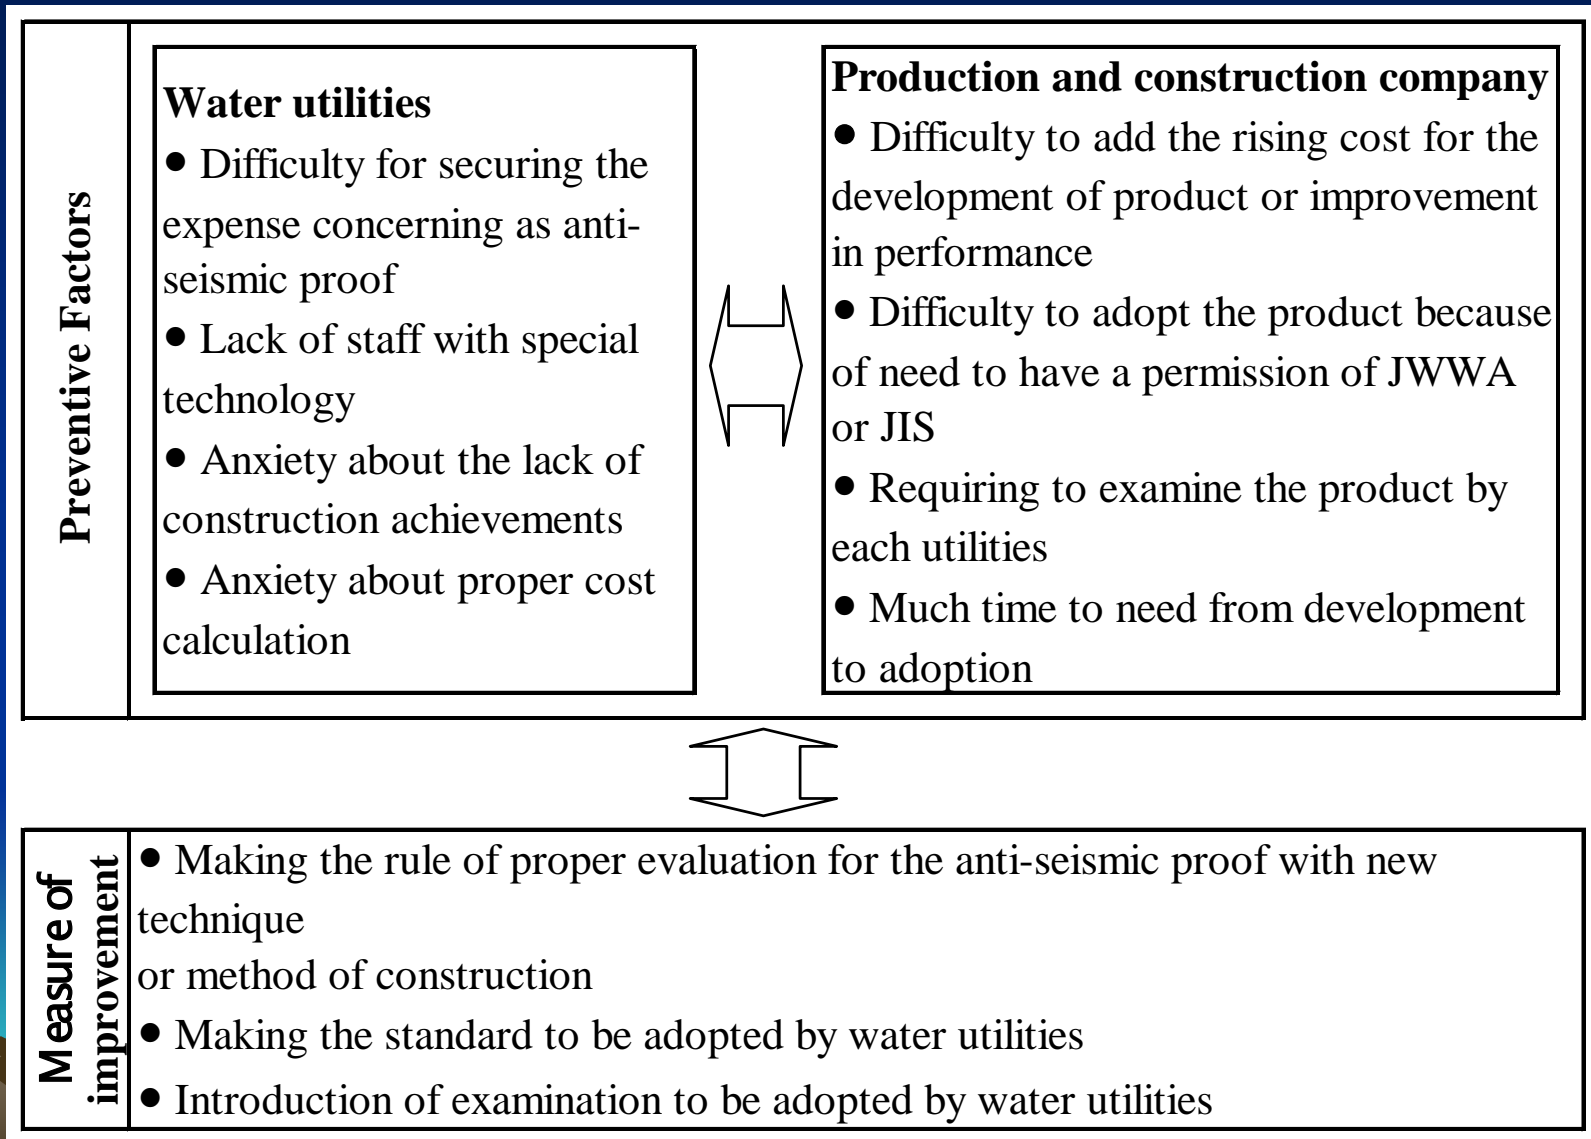 Preventive Factors
Water utilities
● Difficulty for securing the
expense concerning as anti-
seismic proof
● Lack of staff with special
technology
● Anxiety about the lack of
construction achievements
● Anxiety about proper cost
calculation
Production and construction company
● Difficulty to add the rising cost for the
development of product or improvement
in performance
● Difficulty to adopt the product because
of need to have a permission of JWWA
or JIS
● Requiring to examine the product by
each utilities
● Much time to need from development
to adoption
Measure of
improvement
● Making the rule of proper evaluation for the anti-seismic proof with new
technique
or method of construction
● Making the standard to be adopted by water utilities
● Introduction of examination to be adopted by water utilities